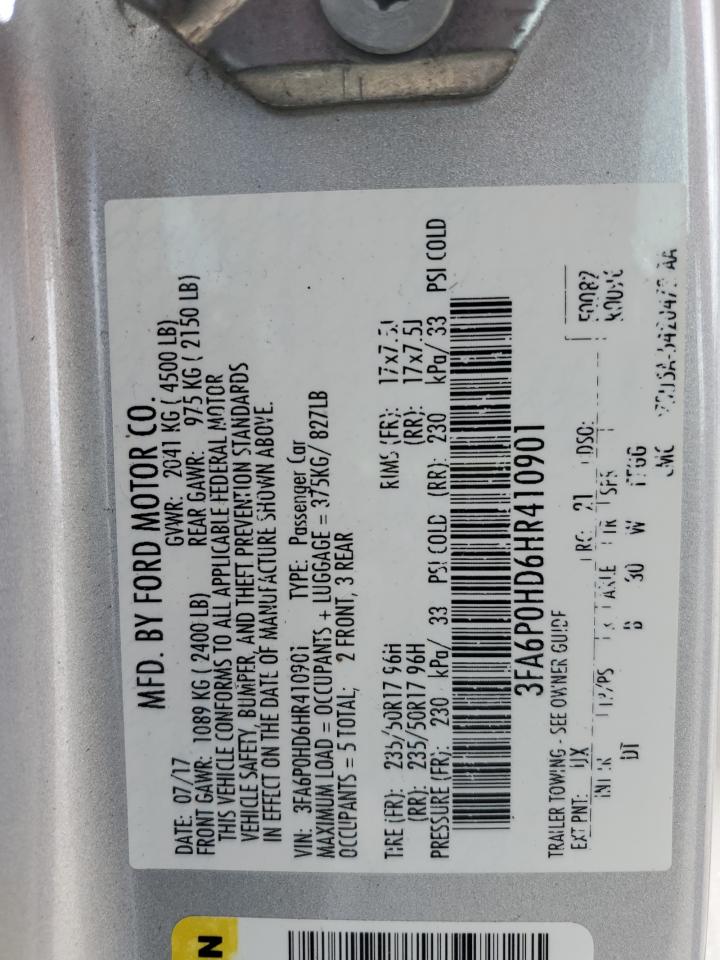 MFD. BY FORD MOTOR CO.
DATE: 07/17 GVWR: 2041 KG ( 4500 LB)
FRONT GAWR: 1089 KG ( 2400 LB) REAR GAWR: 975 KG ( 2150 LB)
THIS VEHICLE CONFORMS TO ALL APPLICABLE FEDERAL MOTOR
VEHICLE SAFETY, BUMPER, AND THEFT PREVENTION STANDARDS
IN EFFECT ON THE DATE OF MANUFACTURE SHOWN ABOVE.
VIN: 3FA6P0HD6HR410901 TYPE: Passenger Car
MAXIMUM LOAD = OCCUPANTS + LUGGAGE = 375KG/ 827LB
OCCUPANTS = 5 TOTAL; 2 FRONT, 3 REAR
TIRE (FR): 235/50R17 96H RIMS (FR): 17x7.5J
(RR): 235/50R17 96H (RR): 17x7.5J
PRESSURE (FR): 230 kPa/ 33 PSI COLD (RR): 230 kPa/ 33 PSI COLD
3FA6P0HD6HR410901
TRAILER TOWING - SEE OWNER GUIDE
EXT PNT: UX RC: 21 DSO:
DT B 30 W
N